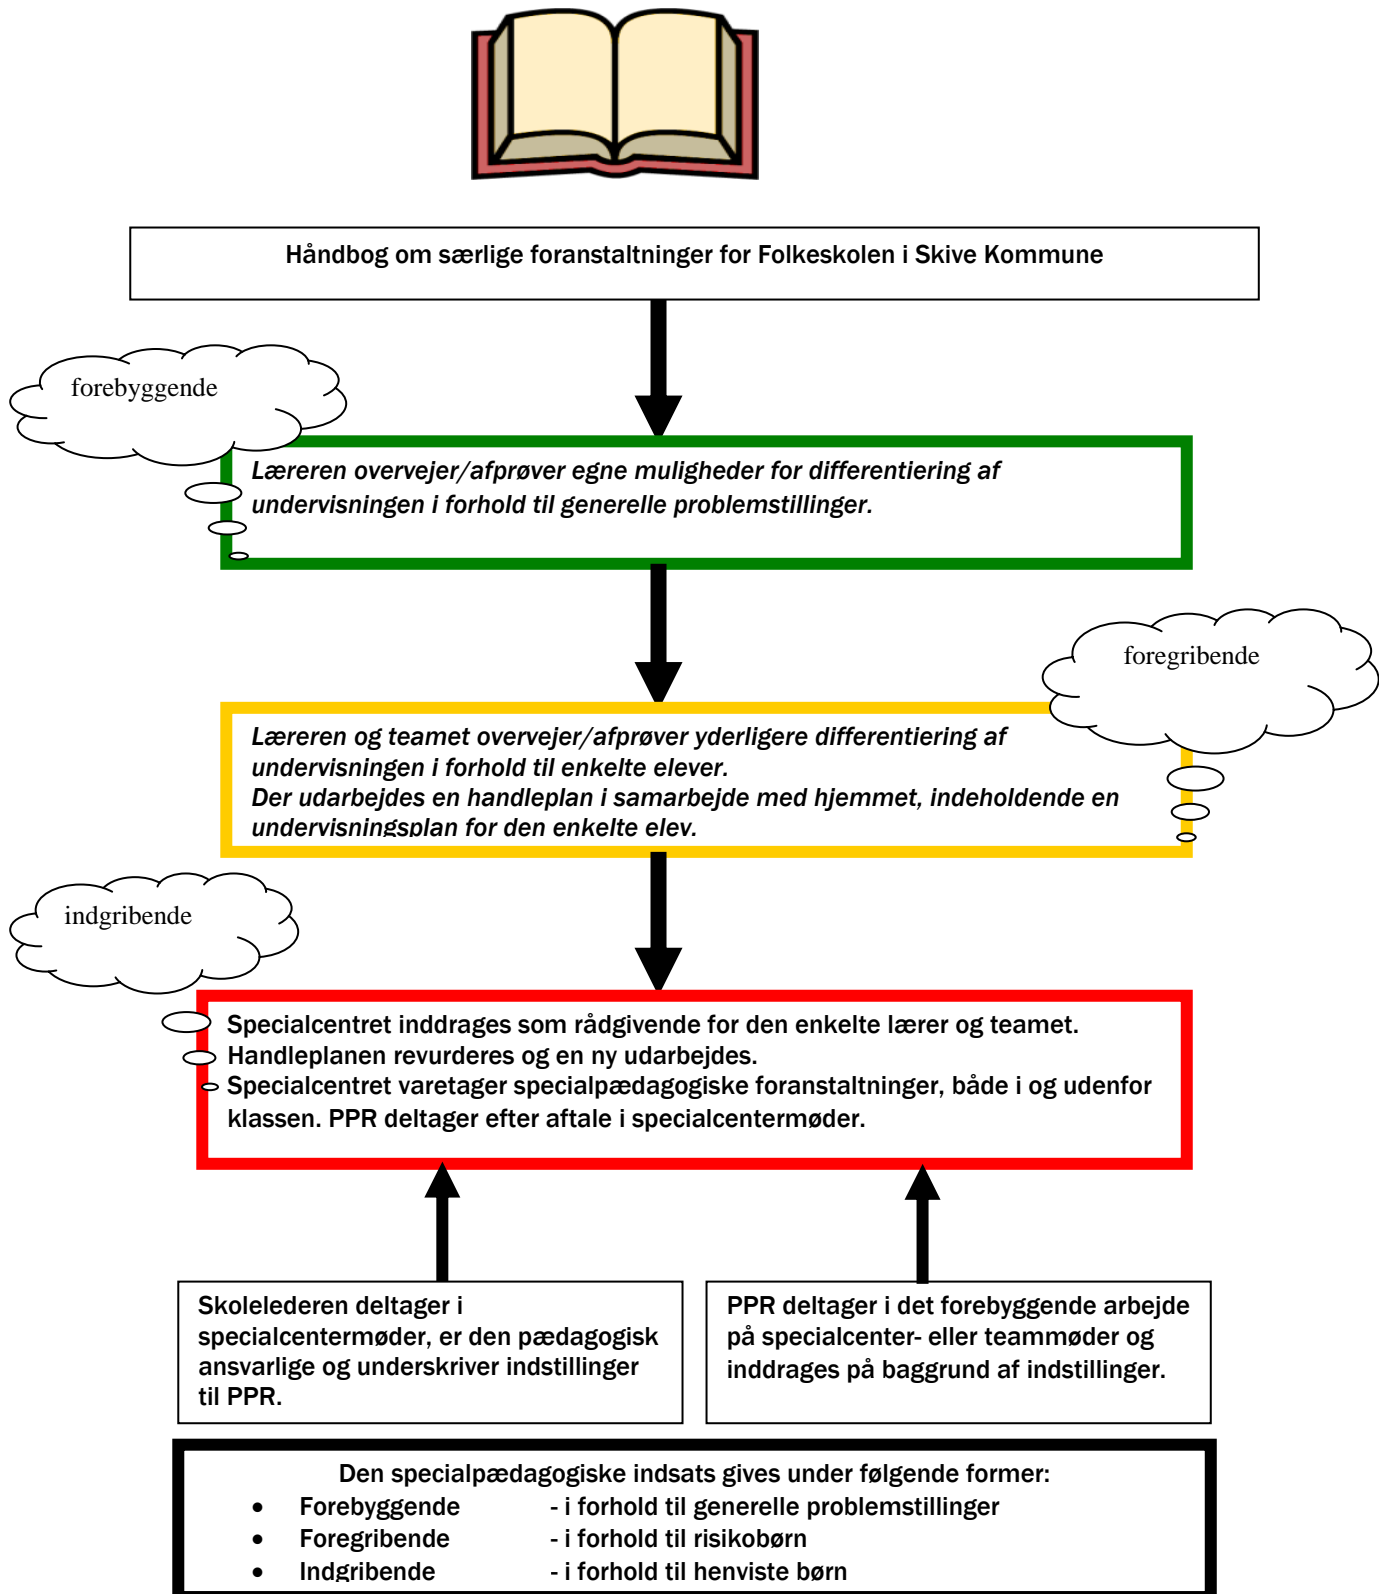 Håndbog om særlige foranstaltninger for Folkeskolen i Skive Kommune
forebyggende
Læreren overvejer/afprøver egne muligheder for differentiering af
undervisningen i forhold til generelle problemstillinger.
foregribende
Læreren og teamet overvejer/afprøver yderligere differentiering af
undervisningen i forhold til enkelte elever.
Der udarbejdes en handleplan i samarbejde med hjemmet, indeholdende en
undervisningsplan for den enkelte elev.
indgribende
Specialcentret inddrages som rådgivende for den enkelte lærer og teamet.
Handleplanen revurderes og en ny udarbejdes.
Specialcentret varetager specialpædagogiske foranstaltninger, både i og udenfor
klassen. PPR deltager efter aftale i specialcentermøder.
Skolelederen deltager i
specialcentermøder, er den pædagogisk
ansvarlige og underskriver indstillinger
til PPR.
PPR deltager i det forebyggende arbejde
på specialcenter- eller teammøder og
inddrages på baggrund af indstillinger.
Den specialpædagogiske indsats gives under følgende former:
• Forebyggende - i forhold til generelle problemstillinger
• Foregribende - i forhold til risikobørn
• Indgribende - i forhold til henviste børn